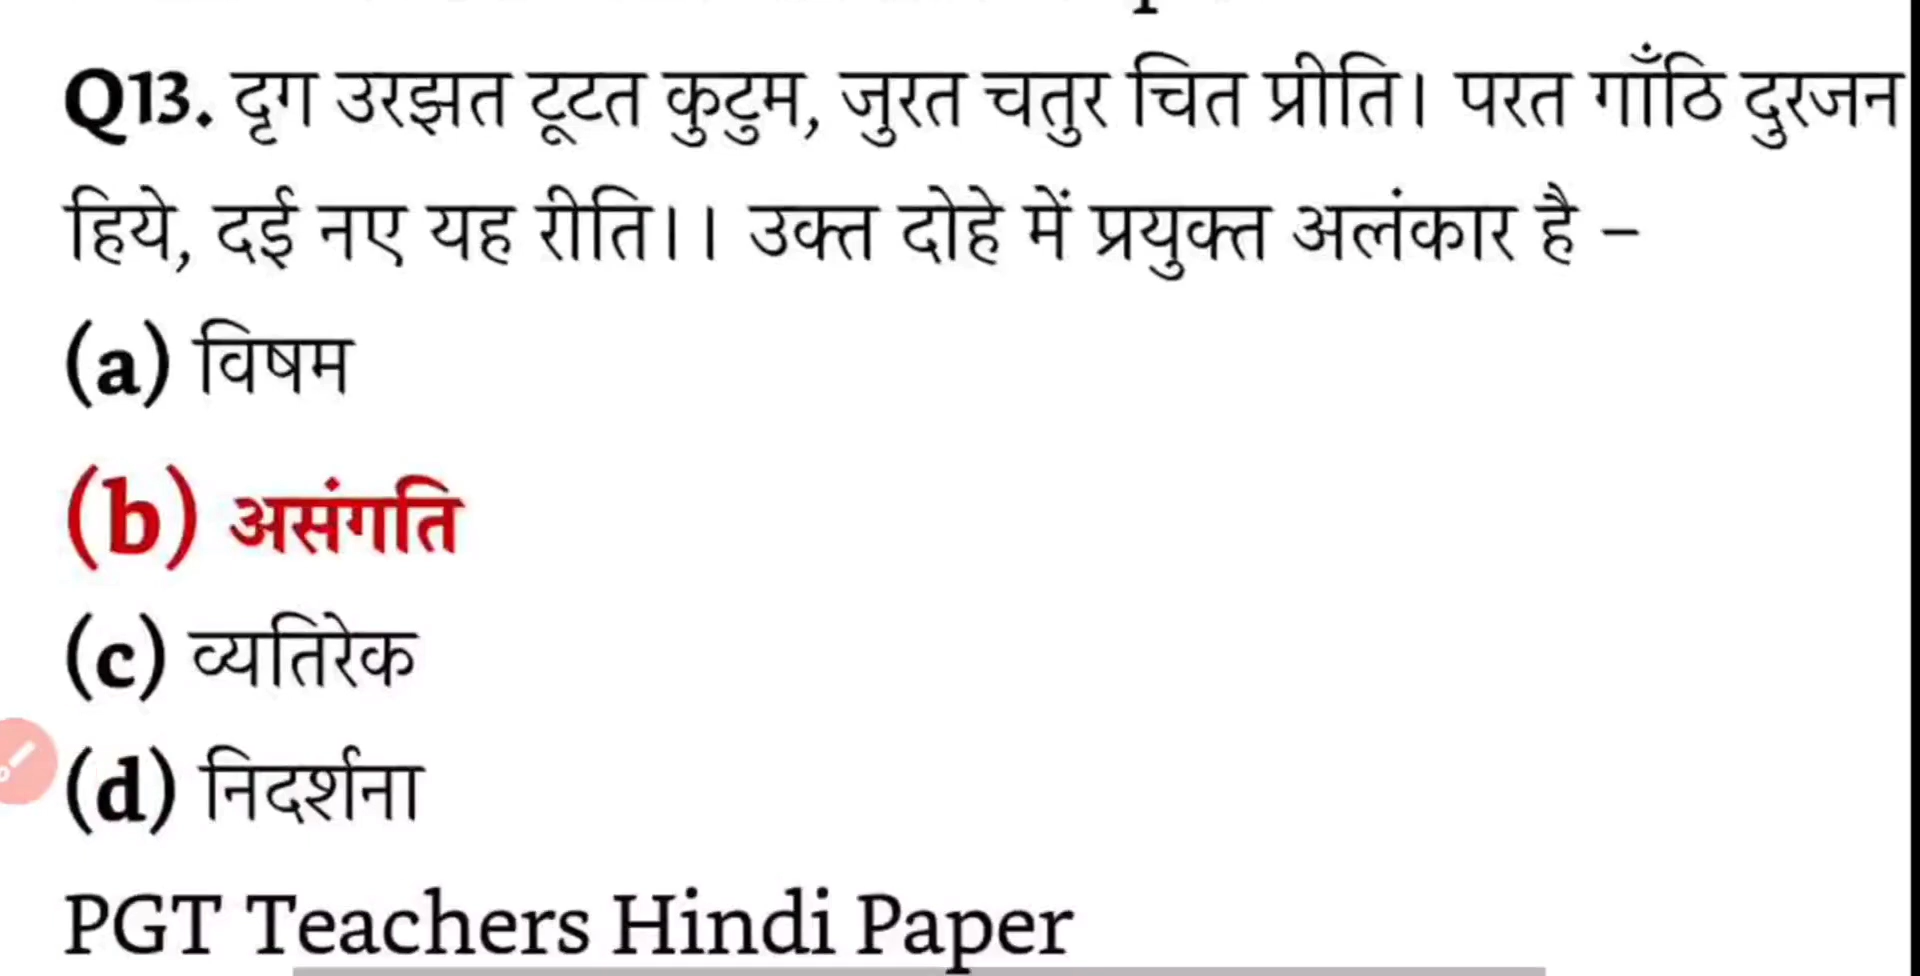 Q13. दृग उरझत टूटत कुटुम, जुरत चतुर चित प्रीति। परत गाँठि दुरजन
हिये, दई नए यह रीति।। उक्त दोहे में प्रयुक्त अलंकार है –
(a) विषम
(b) असंगति
(c) व्यतिरेक
(d) निदर्शना
PGT Teachers Hindi Paper